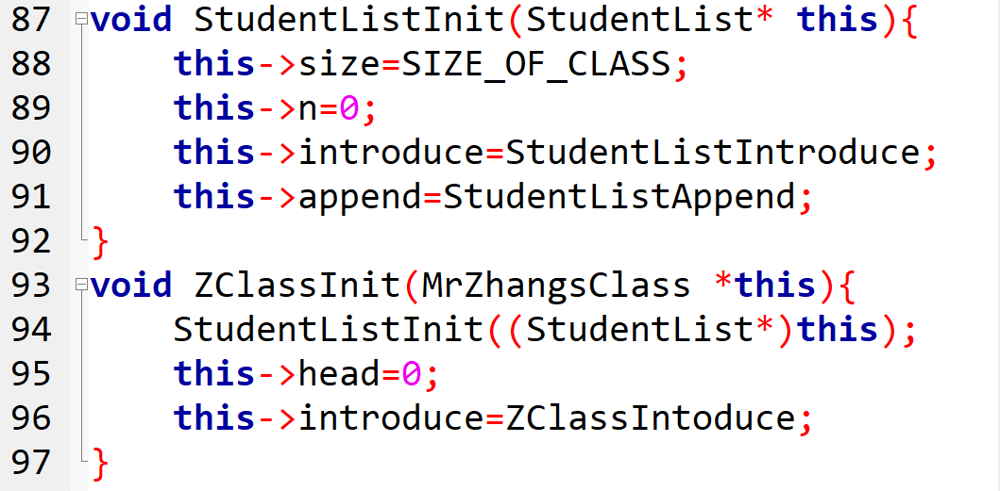 87 void StudentListInit(StudentList* this){
88     this->size=SIZE_OF_CLASS;
89     this->n=0;
90     this->introduce=StudentListIntroduce;
91     this->append=StudentListAppend;
92 }
93 void ZClassInit(MrZhangsClass *this){
94     StudentListInit((StudentList*)this);
95     this->head=0;
96     this->introduce=ZClassIntoduce;
97 }